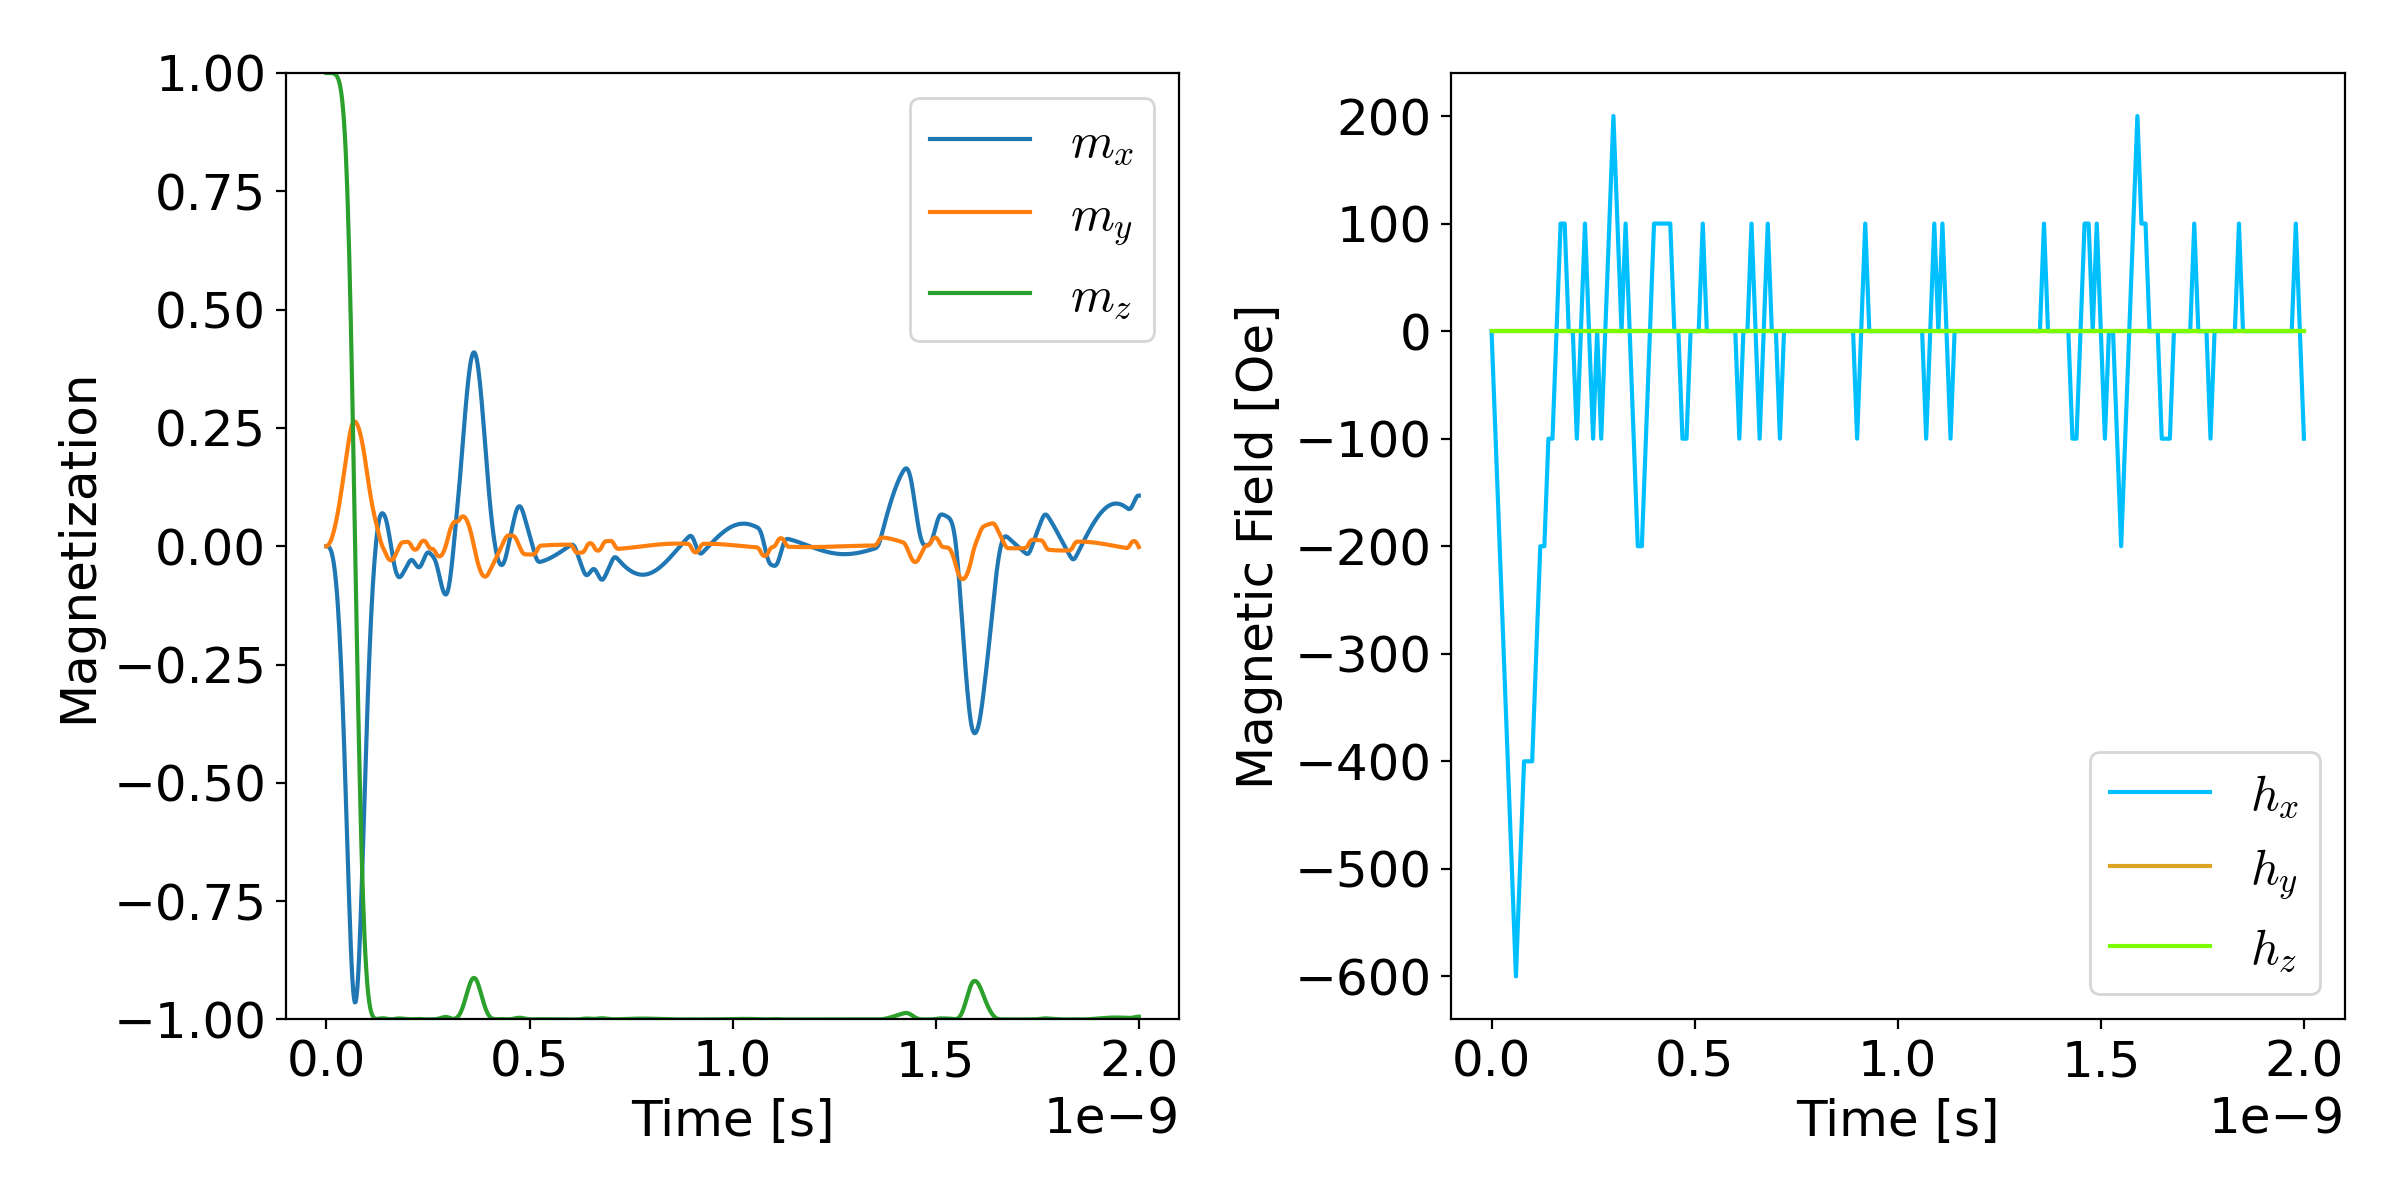 1.00
0.75
0.50
0.25
0.00
−0.25
−0.50
−0.75
−1.00
Magnetization
0.0 0.5 1.0 1.5 2.0
Time [s]
1e−9
m_x
m_y
m_z
200
100
0
−100
−200
−300
−400
−500
−600
Magnetic Field [Oe]
0.0 0.5 1.0 1.5 2.0
Time [s]
1e−9
h_x
h_y
h_z